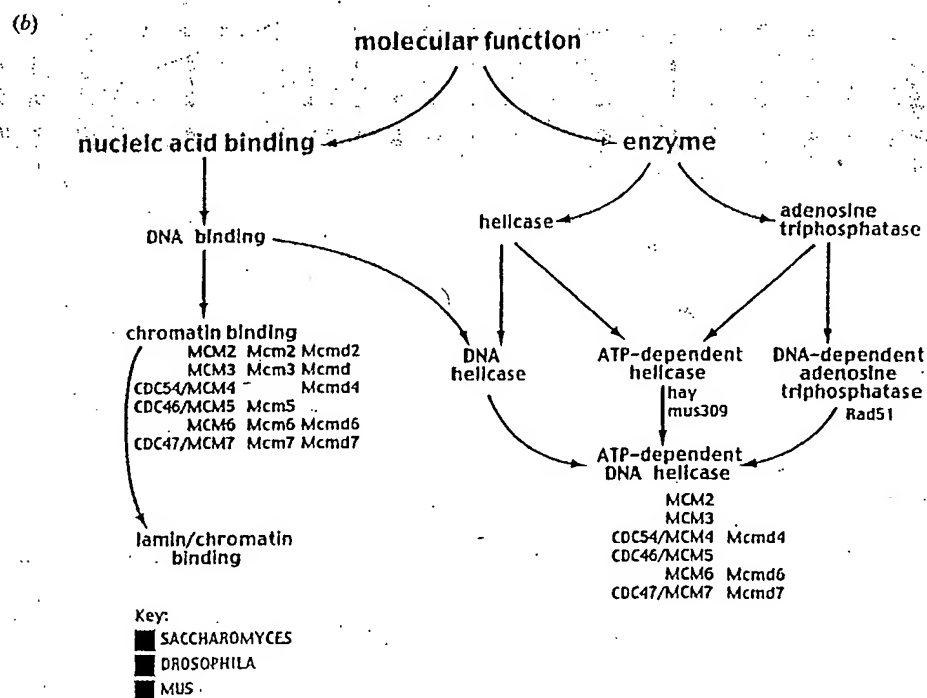 (b)
molecular function
nucleic acid binding
enzyme
DNA binding
helicase
adenosine
triphosphatase
chromatin binding
MCM2 Mcm2 Mcmd2
MCM3 Mcm3 Mcmd
CDC54/MCM4 Mcmd4
CDC46/MCM5 Mcm5
MCM6 Mcm6 Mcmd6
CDC47/MCM7 Mcm7 Mcmd7
DNA
helicase
ATP-dependent
helicase
hay
mus309
DNA-dependent
adenosine
triphosphatase
Rad51
ATP-dependent
DNA helicase
MCM2
MCM3
CDC54/MCM4 Mcmd4
CDC46/MCM5
MCM6 Mcmd6
CDC47/MCM7 Mcmd7
lamin/chromatin
binding
Key:
SACCHAROMYCES
DROSOPHILA
MUS